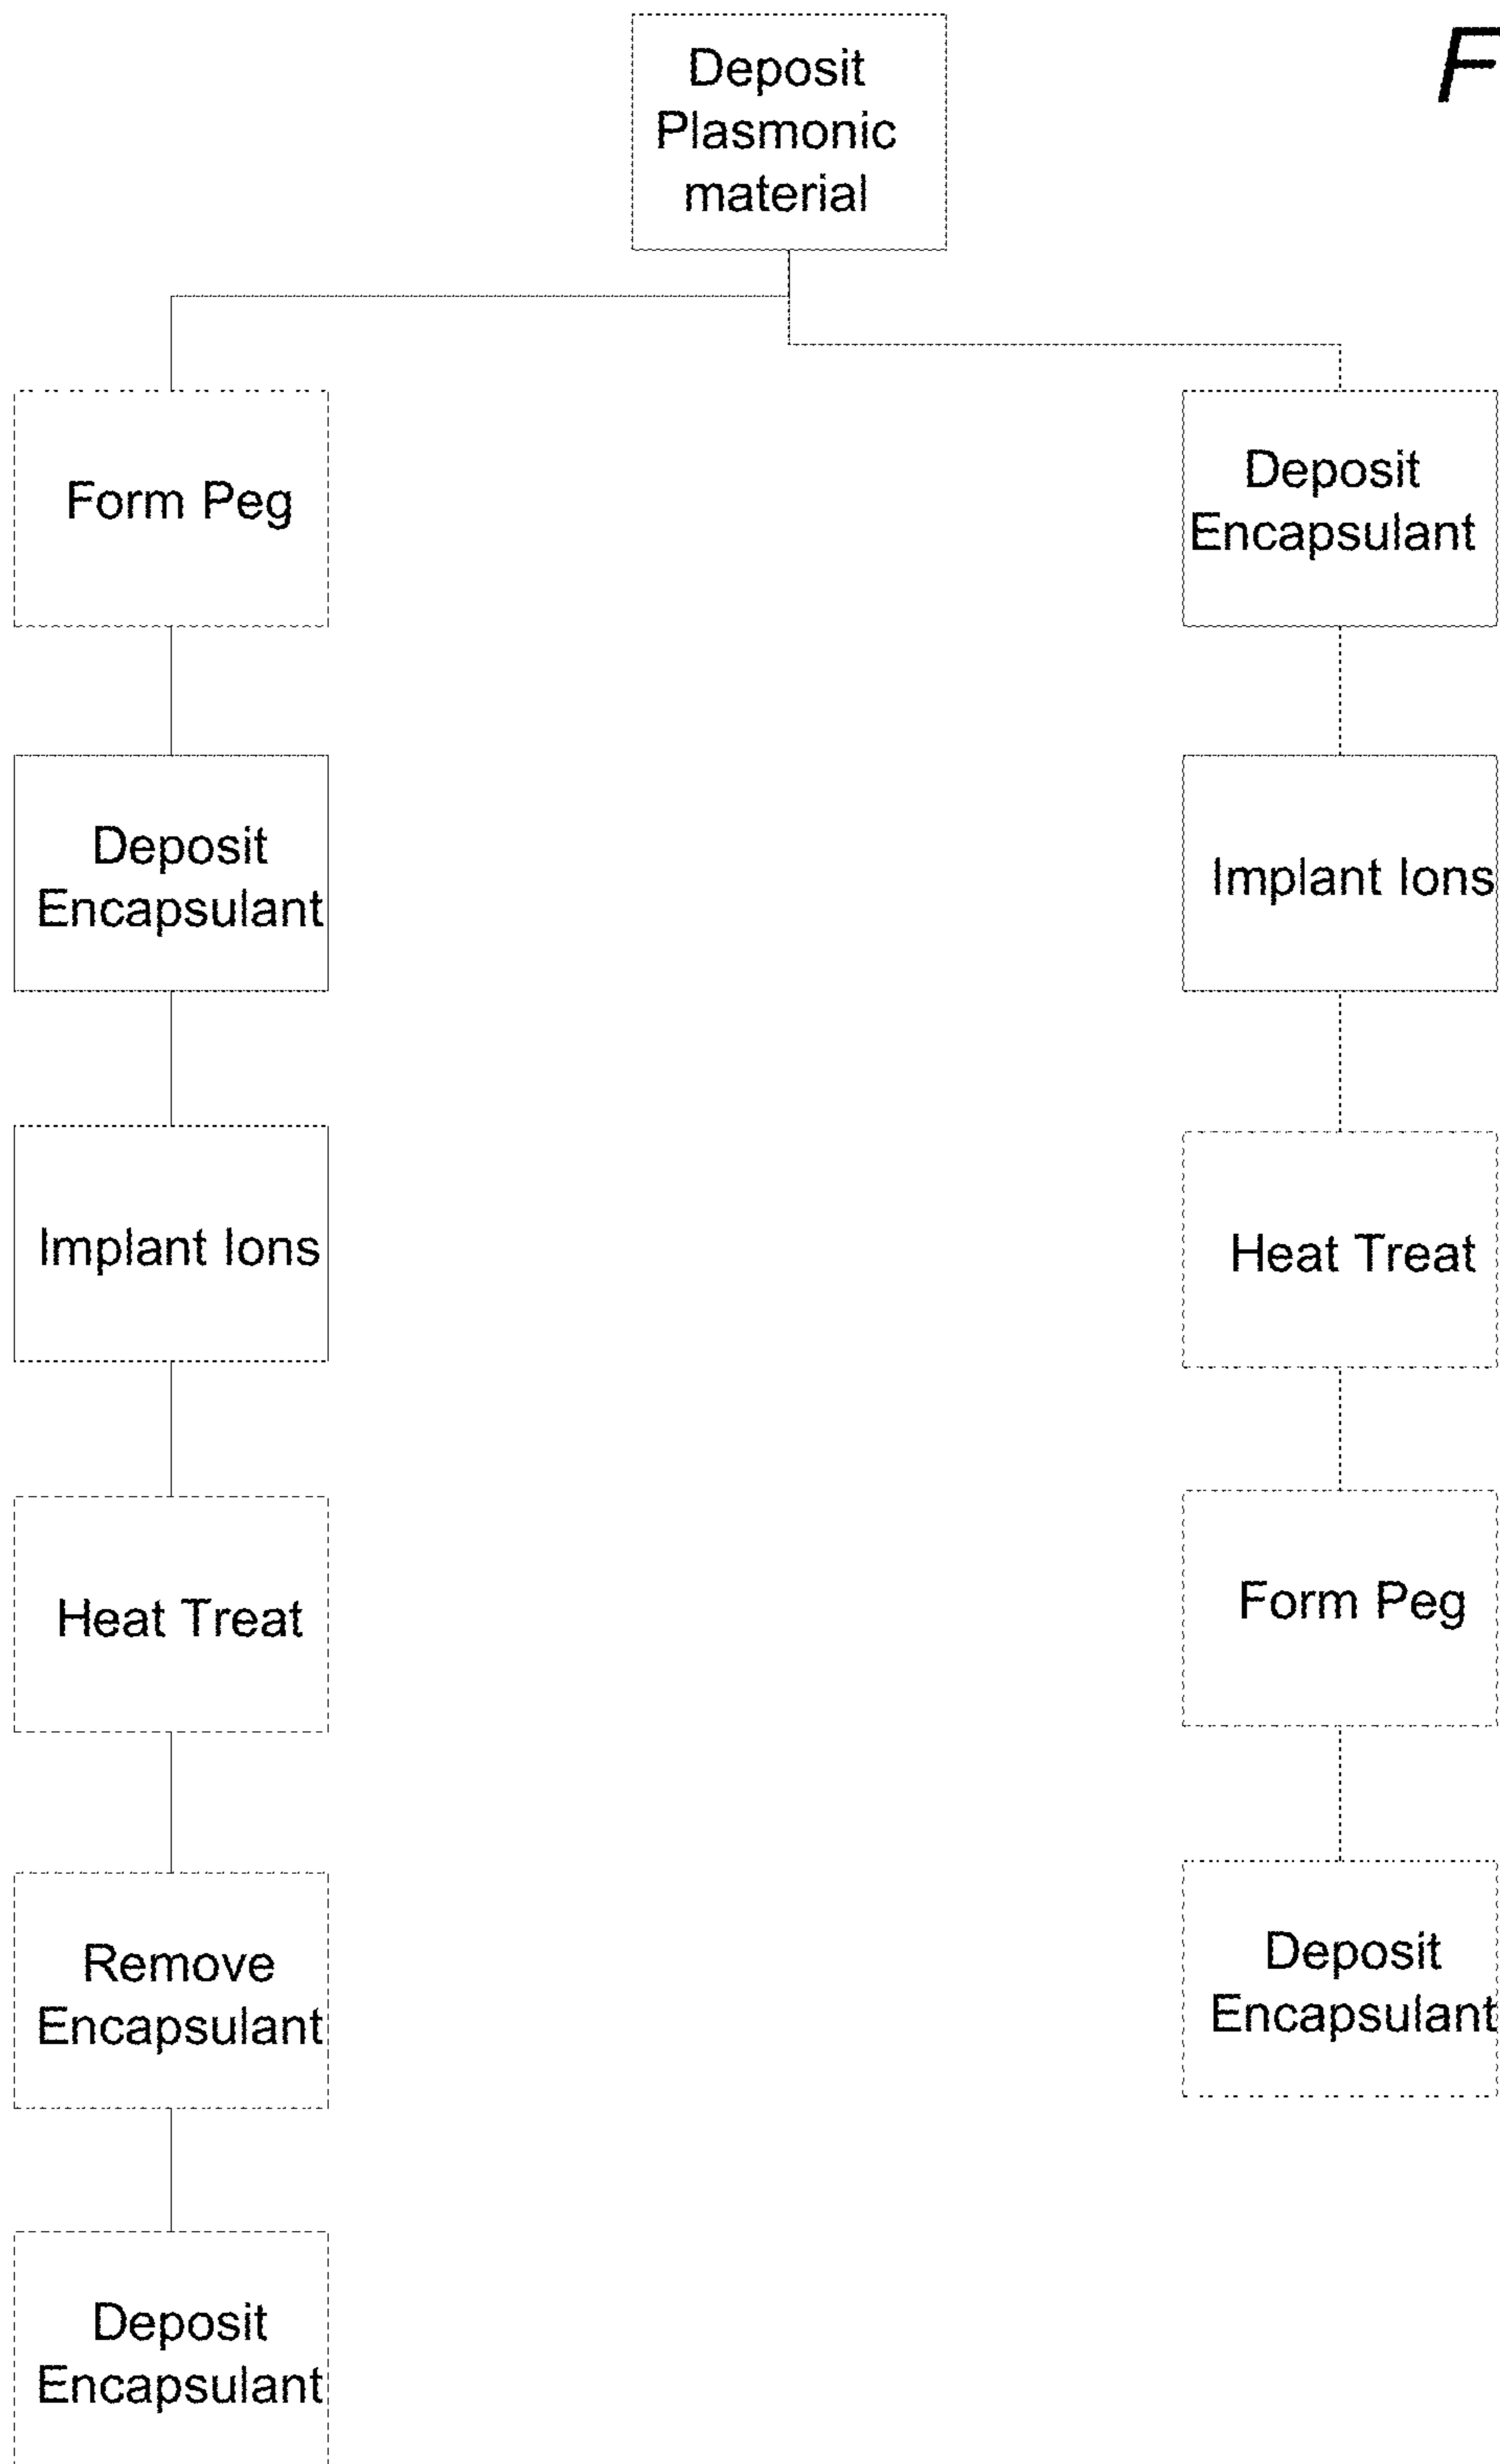 F
Deposit
Plasmonic
material
Form Peg
Deposit
Encapsulant
Implant Ions
Heat Treat
Remove
Encapsulant
Deposit
Encapsulant
Deposit
Encapsulant
Implant Ions
Heat Treat
Form Peg
Deposit
Encapsulant